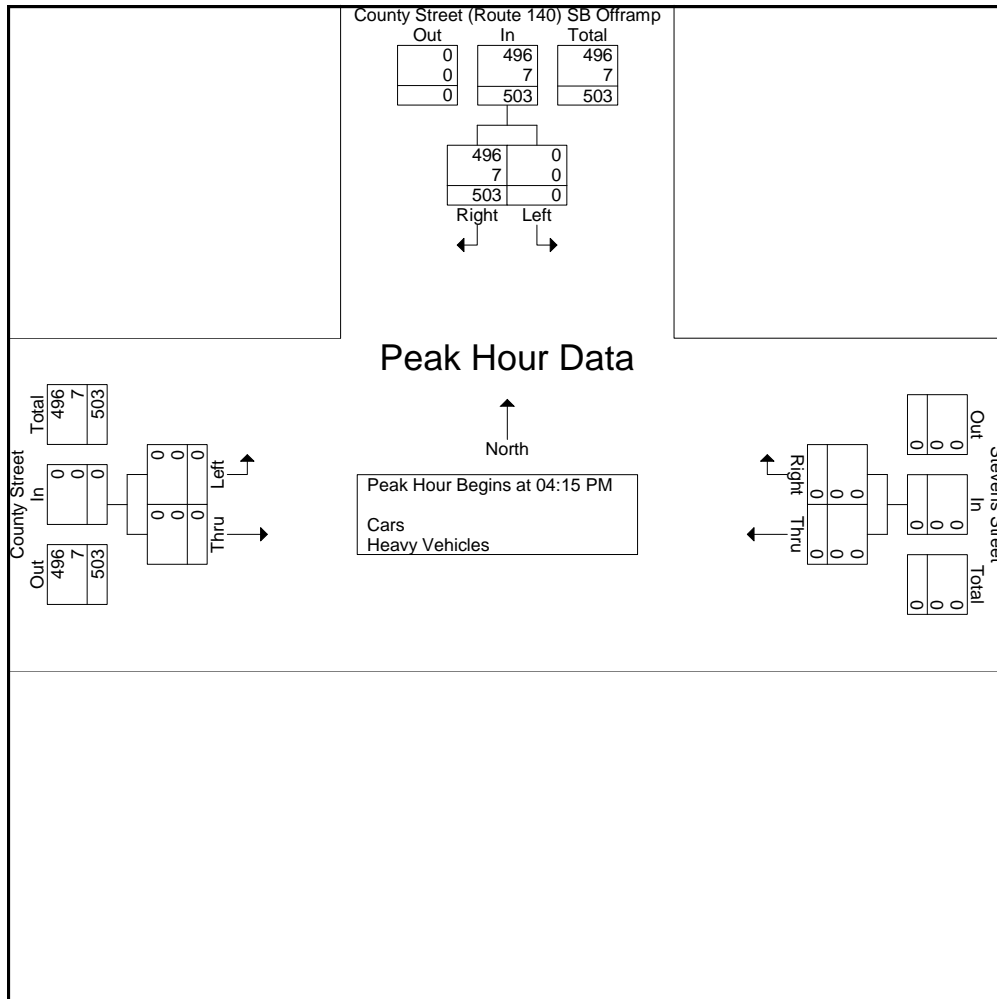 County Street (Route 140) SB Offramp
Out In Total
0 496 496
0 7 7
0 503 503
496 0
7 0
503 0
Right Left
Peak Hour Data
North
Peak Hour Begins at 04:15 PM
Cars
Heavy Vehicles
County Street
Out In Total
496 0 496
7 0 7
503 0 503
Thru Left
0 0
0 0
0 0
Stevens Street
Out In Total
0 0 0
0 0 0
0 0 0
Right Thru
0 0
0 0
0 0